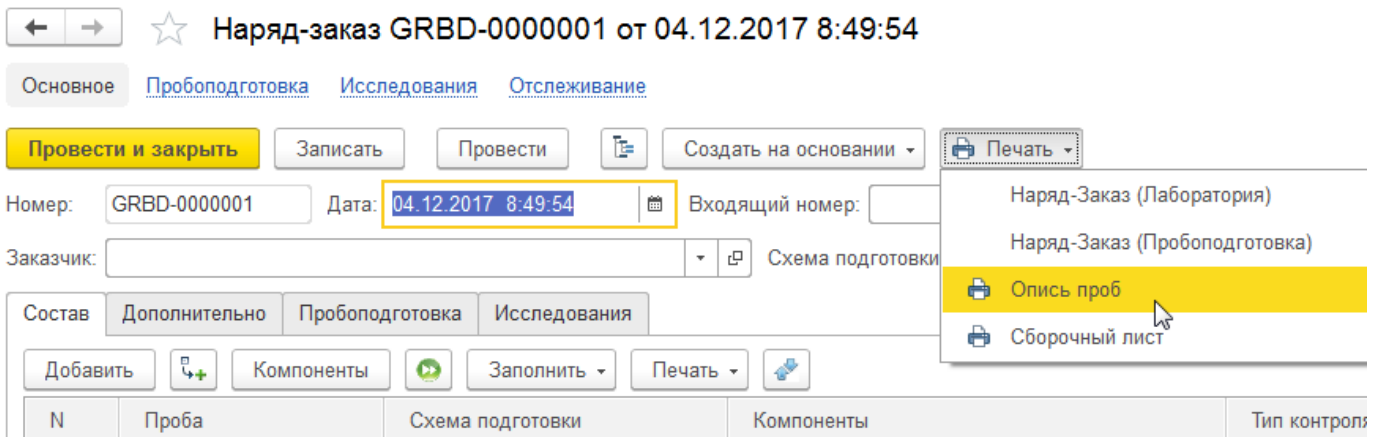 Наряд-заказ GRBD-0000001 от 04.12.2017 8:49:54
Основное Пробоподготовка Исследования Отслеживание
Провести и закрыть Записать Провести Создать на основании Печать
Номер: GRBD-0000001 Дата: 04.12.2017 8:49:54 Входящий номер:
Наряд-Заказ (Лаборатория)
Наряд-Заказ (Пробоподготовка)
Заказчик: Схема подготовки
Опись проб
Состав Дополнительно Пробоподготовка Исследования
Сборочный лист
Добавить Компоненты Заполнить Печать
N Проба Схема подготовки Компоненты Тип контроля